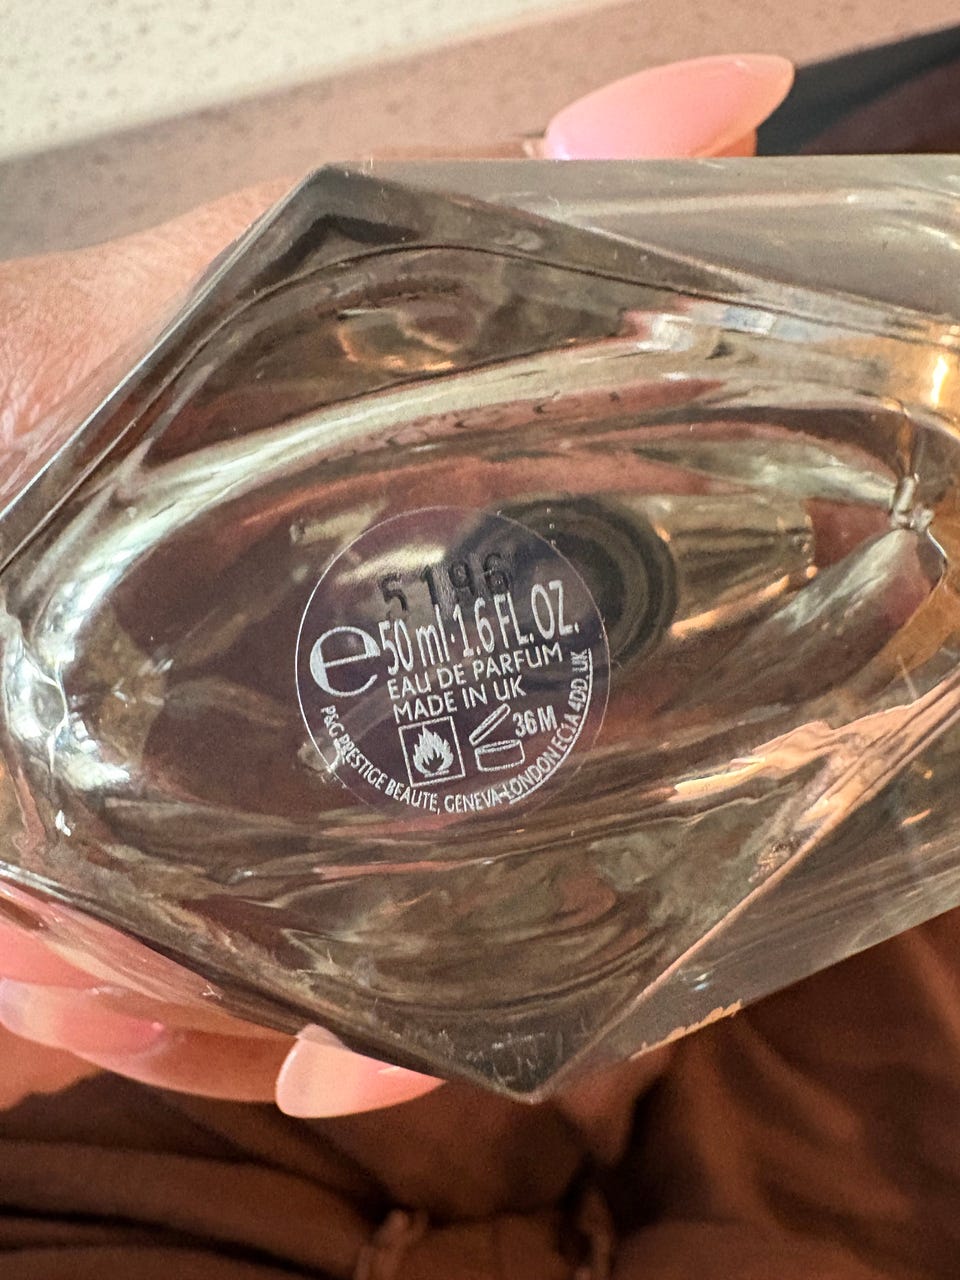 5196
e 50 ml·1.6 FL. OZ.
EAU DE PARFUM
MADE IN UK
36M
P&G PRESTIGE BEAUTE, GENEVA-LONDON EC1A 4DD, UK